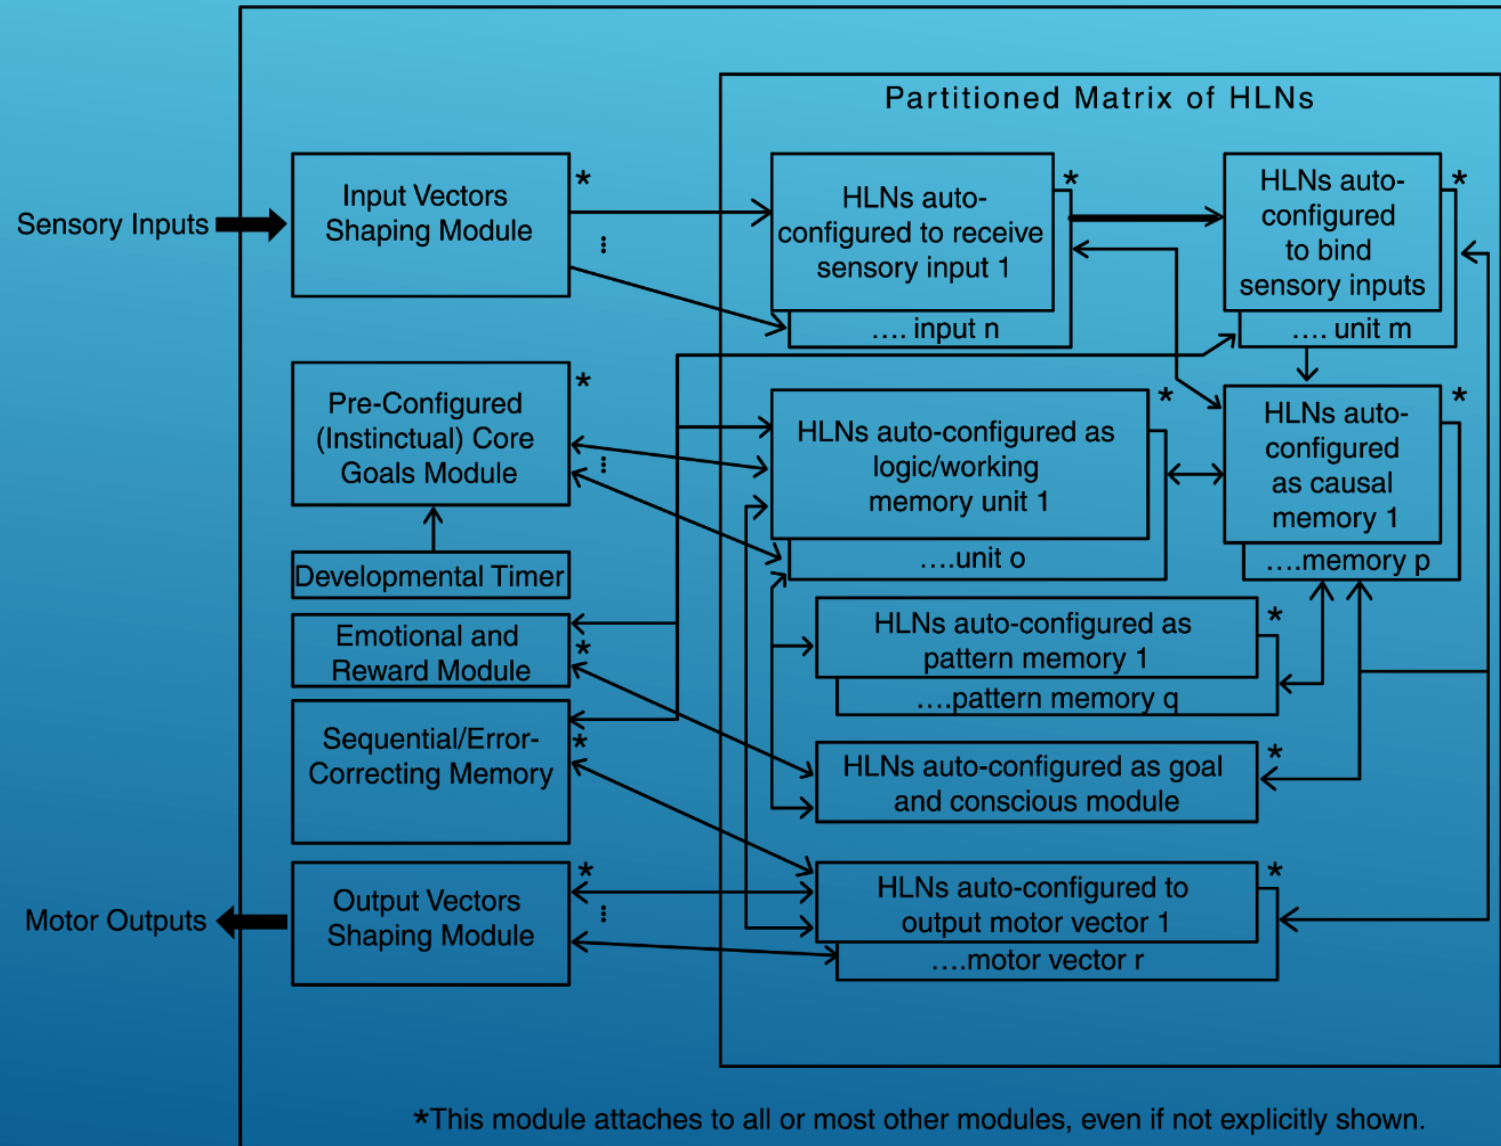 Partitioned Matrix of HLNs
Sensory Inputs
Input Vectors
Shaping Module
*
HLNs auto-
configured to receive
sensory input 1
*
.... input n
HLNs auto-
configured
to bind
sensory inputs
*
.... unit m
Pre-Configured
(Instinctual) Core
Goals Module
*
HLNs auto-configured as
logic/working
memory unit 1
*
....unit o
HLNs auto-
configured
as causal
memory 1
*
....memory p
Developmental Timer
Emotional and
Reward Module
*
HLNs auto-configured as
pattern memory 1
*
....pattern memory q
Sequential/Error-
Correcting Memory
*
HLNs auto-configured as goal
and conscious module
*
Motor Outputs
Output Vectors
Shaping Module
*
HLNs auto-configured to
output motor vector 1
*
....motor vector r
*This module attaches to all or most other modules, even if not explicitly shown.